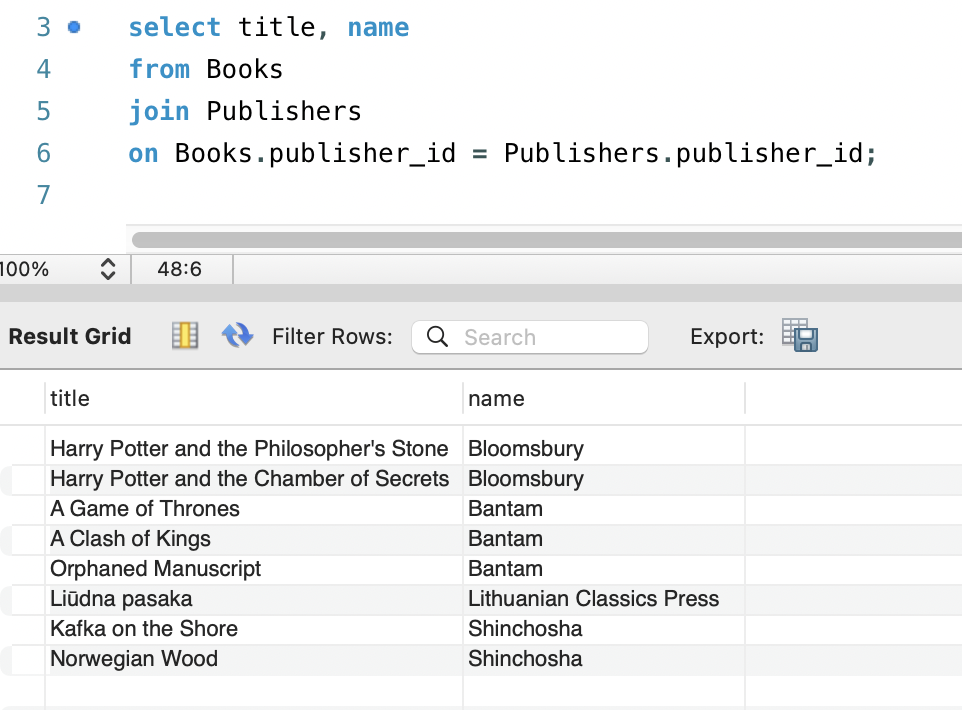 3 select title, name
4 from Books
5 join Publishers
6 on Books.publisher_id = Publishers.publisher_id;
7
100% 48:6
Result Grid Filter Rows: Search Export:
title name
Harry Potter and the Philosopher's Stone Bloomsbury
Harry Potter and the Chamber of Secrets Bloomsbury
A Game of Thrones Bantam
A Clash of Kings Bantam
Orphaned Manuscript Bantam
Liūdna pasaka Lithuanian Classics Press
Kafka on the Shore Shinchosha
Norwegian Wood Shinchosha